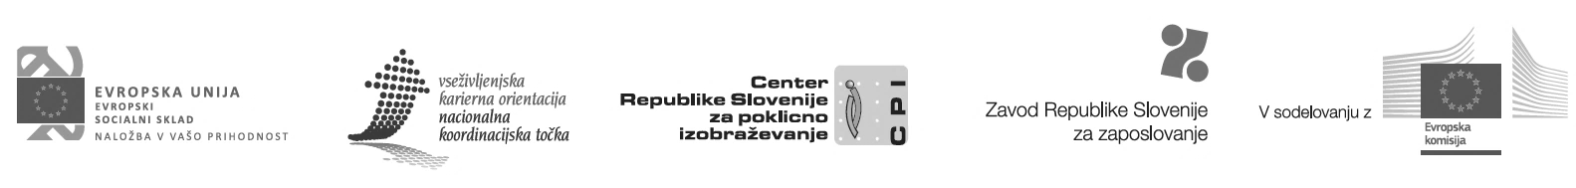 EVROPSKA UNIJA
EVROPSKI
SOCIALNI SKLAD
NALOŽBA V VAŠO PRIHODNOST
vseživljenjska
karierna orientacija
nacionalna
koordinacijska točka
Center
Republike Slovenije
za poklicno
izobraževanje
CPI
Zavod Republike Slovenije
za zaposlovanje
V sodelovanju z
Evropska
komisija